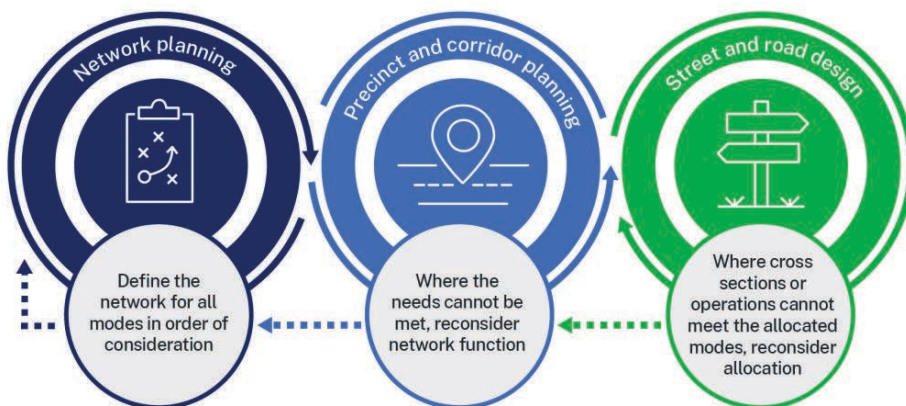 Network planning
Define the
network for all
modes in order of
consideration
Precinct and corridor planning
Where the
needs cannot be
met, reconsider
network function
Street and road design
Where cross
sections or
operations cannot
meet the allocated
modes, reconsider
allocation